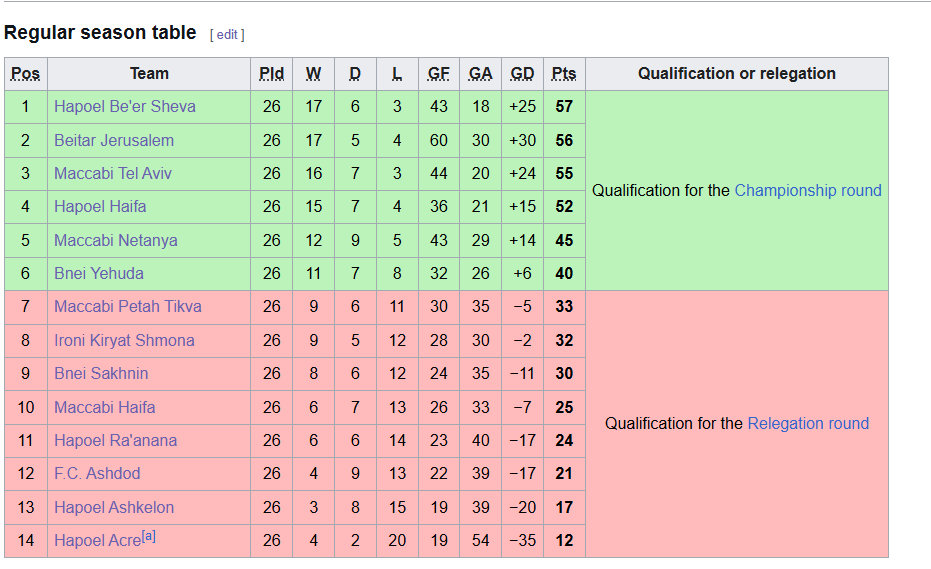 Regular season table [ edit ]
Pos Team Pld W D L GF GA GD Pts Qualification or relegation
1 Hapoel Be'er Sheva 26 17 6 3 43 18 +25 57
2 Beitar Jerusalem 26 17 5 4 60 30 +30 56
3 Maccabi Tel Aviv 26 16 7 3 44 20 +24 55
Qualification for the Championship round
4 Hapoel Haifa 26 15 7 4 36 21 +15 52
5 Maccabi Netanya 26 12 9 5 43 29 +14 45
6 Bnei Yehuda 26 11 7 8 32 26 +6 40
7 Maccabi Petah Tikva 26 9 6 11 30 35 −5 33
8 Ironi Kiryat Shmona 26 9 5 12 28 30 −2 32
9 Bnei Sakhnin 26 8 6 12 24 35 −11 30
10 Maccabi Haifa 26 6 7 13 26 33 −7 25
Qualification for the Relegation round
11 Hapoel Ra'anana 26 6 6 14 23 40 −17 24
12 F.C. Ashdod 26 4 9 13 22 39 −17 21
13 Hapoel Ashkelon 26 3 8 15 19 39 −20 17
14 Hapoel Acre[a] 26 4 2 20 19 54 −35 12